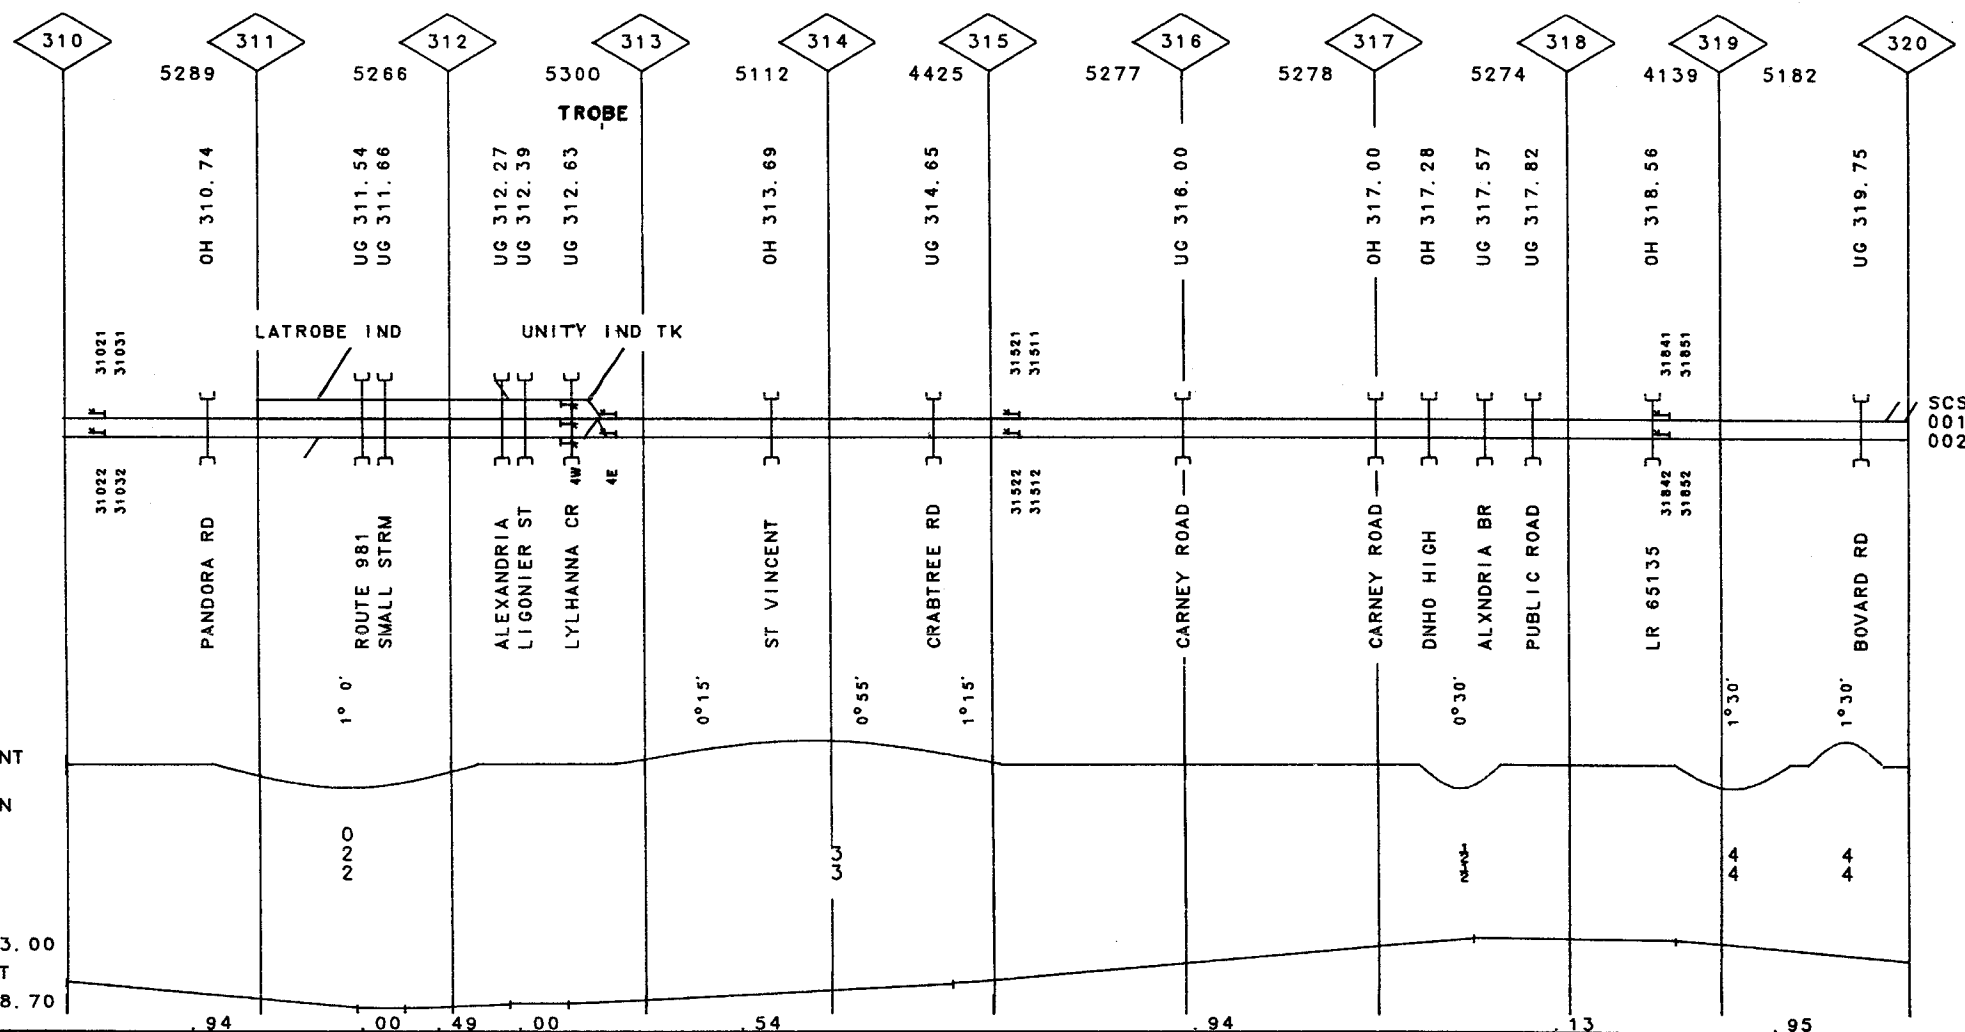 310 311 312 313 314 315 316 317 318 319 320
5289 5266 5300 5112 4425 5277 5278 5274 4139 5182
TROBE
OH 310.74
UG 311.54
UG 311.66
UG 312.27
UG 312.39
UG 312.63
OH 313.69
UG 314.65
UG 316.00
OH 317.00
OH 317.28
UG 317.57
UG 317.82
OH 318.56
UG 319.75
LATROBE IND
UNITY IND TK
31021
31031
31521
31511
31841
31851
SCS
001
002
31022
31032
4W
4E
31522
31512
31842
31852
PANDORA RD
ROUTE 981
SMALL STRM
ALEXANDRIA
LIGONIER ST
LYLHANNA CR
ST VINCENT
CRABTREE RD
CARNEY ROAD
CARNEY ROAD
DNHO HIGH
ALXNDRIA BR
PUBLIC ROAD
LR 65135
BOVARD RD
1° 0'
0°15'
0°55'
1°15'
0°30'
1°30'
1°30'
NT
N
0
2 3 4 4
2 3 4 4
3.00
T
8.70
.94 .00 .49 .00 .54 .94 .13 .95